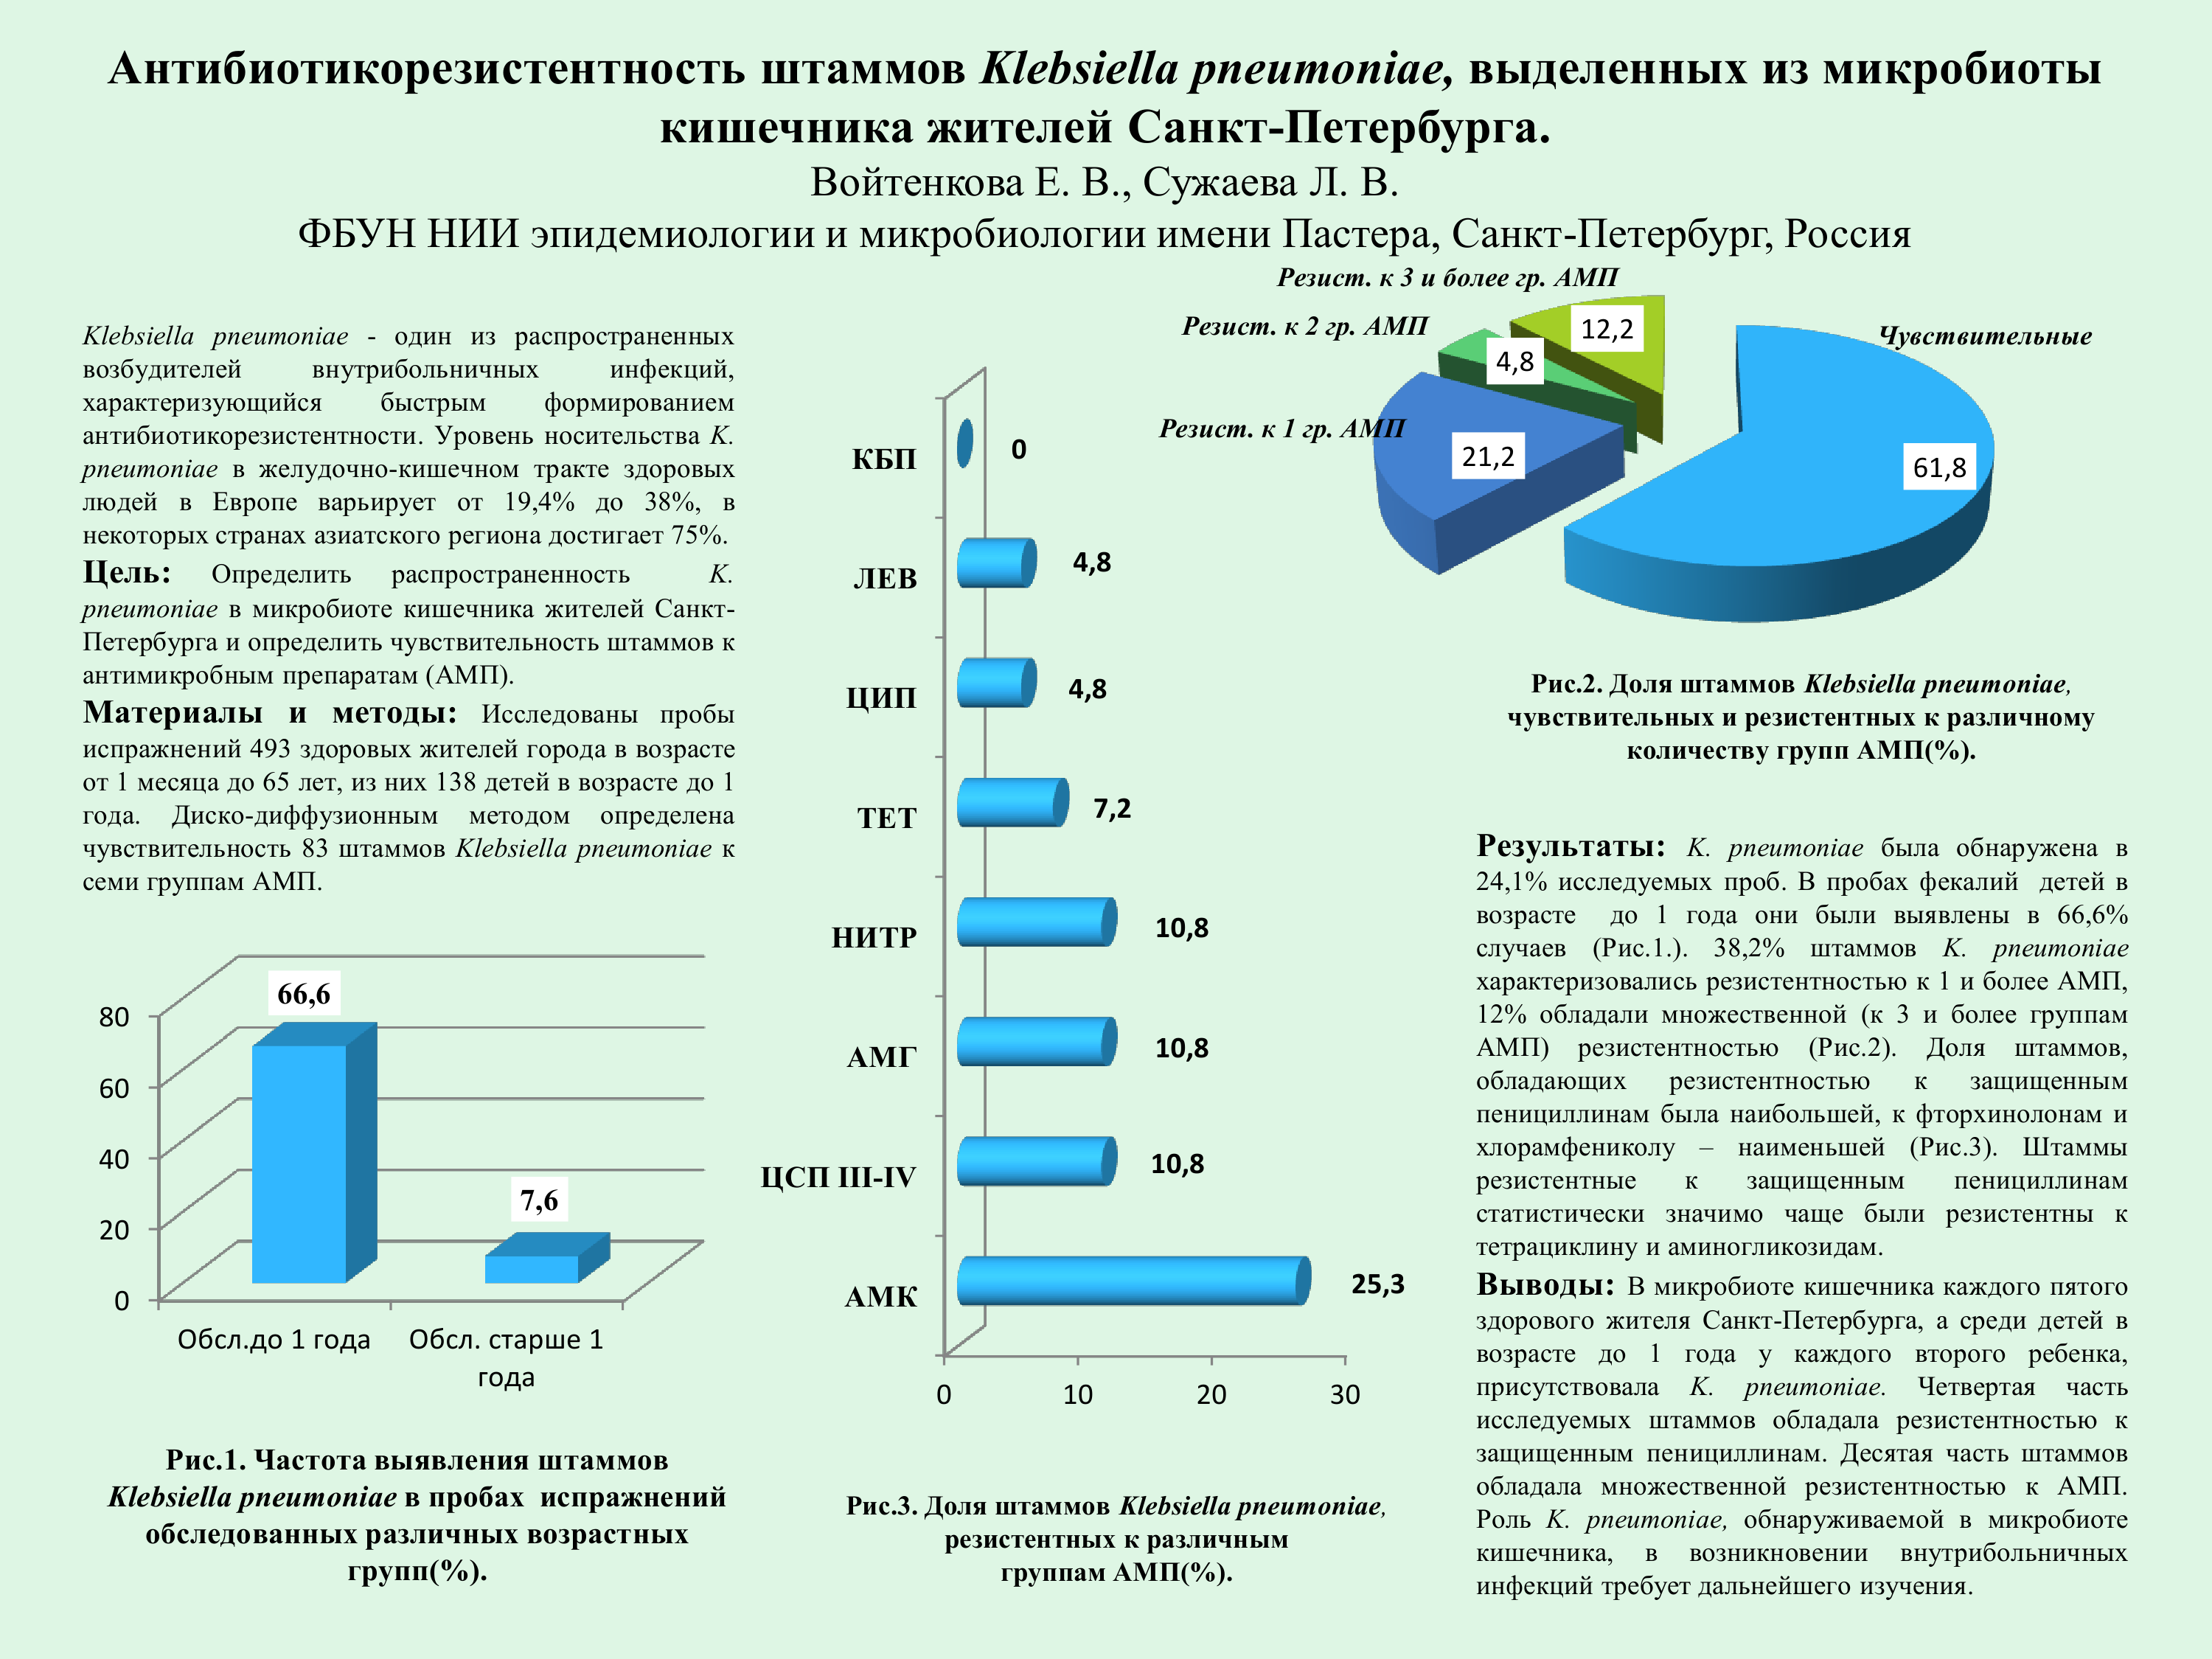 Антибиотикорезистентность штаммов Klebsiella pneumoniae, выделенных из микробиоты
кишечника жителей Санкт-Петербурга.
Войтенкова Е. В., Сужаева Л. В.
ФБУН НИИ эпидемиологии и микробиологии имени Пастера, Санкт-Петербург, Россия
Klebsiella pneumoniae - один из распространенных
возбудителей внутрибольничных инфекций,
характеризующийся быстрым формированием
антибиотикорезистентности. Уровень носительства K.
pneumoniae в желудочно-кишечном тракте здоровых
людей в Европе варьирует от 19,4% до 38%, в
некоторых странах азиатского региона достигает 75%.
Цель: Определить распространенность K.
pneumoniae в микробиоте кишечника жителей Санкт-
Петербурга и определить чувствительность штаммов к
антимикробным препаратам (АМП).
Материалы и методы: Исследованы пробы
испражнений 493 здоровых жителей города в возрасте
от 1 месяца до 65 лет, из них 138 детей в возрасте до 1
года. Диско-диффузионным методом определена
чувствительность 83 штаммов Klebsiella pneumoniae к
семи группам АМП.
80
60
40
20
0
66,6
7,6
Обсл.до 1 года
Обсл. старше 1
года
Рис.1. Частота выявления штаммов
Klebsiella pneumoniae в пробах испражнений
обследованных различных возрастных
групп(%).
КБП 0
ЛЕВ 4,8
ЦИП 4,8
ТЕТ 7,2
НИТР 10,8
АМГ 10,8
ЦСП III-IV 10,8
АМК 25,3
0 10 20 30
Рис.3. Доля штаммов Klebsiella pneumoniae,
резистентных к различным
группам АМП(%).
Резист. к 3 и более гр. АМП
12,2
Резист. к 2 гр. АМП
4,8
Чувствительные
61,8
Резист. к 1 гр. АМП
21,2
Рис.2. Доля штаммов Klebsiella pneumoniae,
чувствительных и резистентных к различному
количеству групп АМП(%).
Результаты: K. pneumoniae была обнаружена в
24,1% исследуемых проб. В пробах фекалий детей в
возрасте до 1 года они были выявлены в 66,6%
случаев (Рис.1.). 38,2% штаммов K. pneumoniae
характеризовались резистентностью к 1 и более АМП,
12% обладали множественной (к 3 и более группам
АМП) резистентностью (Рис.2). Доля штаммов,
обладающих резистентностью к защищенным
пенициллинам была наибольшей, к фторхинолонам и
хлорамфениколу – наименьшей (Рис.3). Штаммы
резистентные к защищенным пенициллинам
статистически значимо чаще были резистентны к
тетрациклину и аминогликозидам.
Выводы: В микробиоте кишечника каждого пятого
здорового жителя Санкт-Петербурга, а среди детей в
возрасте до 1 года у каждого второго ребенка,
присутствовала K. pneumoniae. Четвертая часть
исследуемых штаммов обладала резистентностью к
защищенным пенициллинам. Десятая часть штаммов
обладала множественной резистентностью к АМП.
Роль K. pneumoniae, обнаруживаемой в микробиоте
кишечника, в возникновении внутрибольничных
инфекций требует дальнейшего изучения.